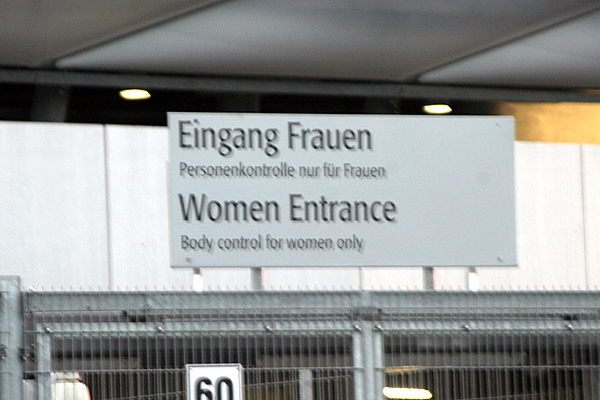 Eingang Frauen
Personenkontrolle nur für Frauen
Women Entrance
Body control for women only
60